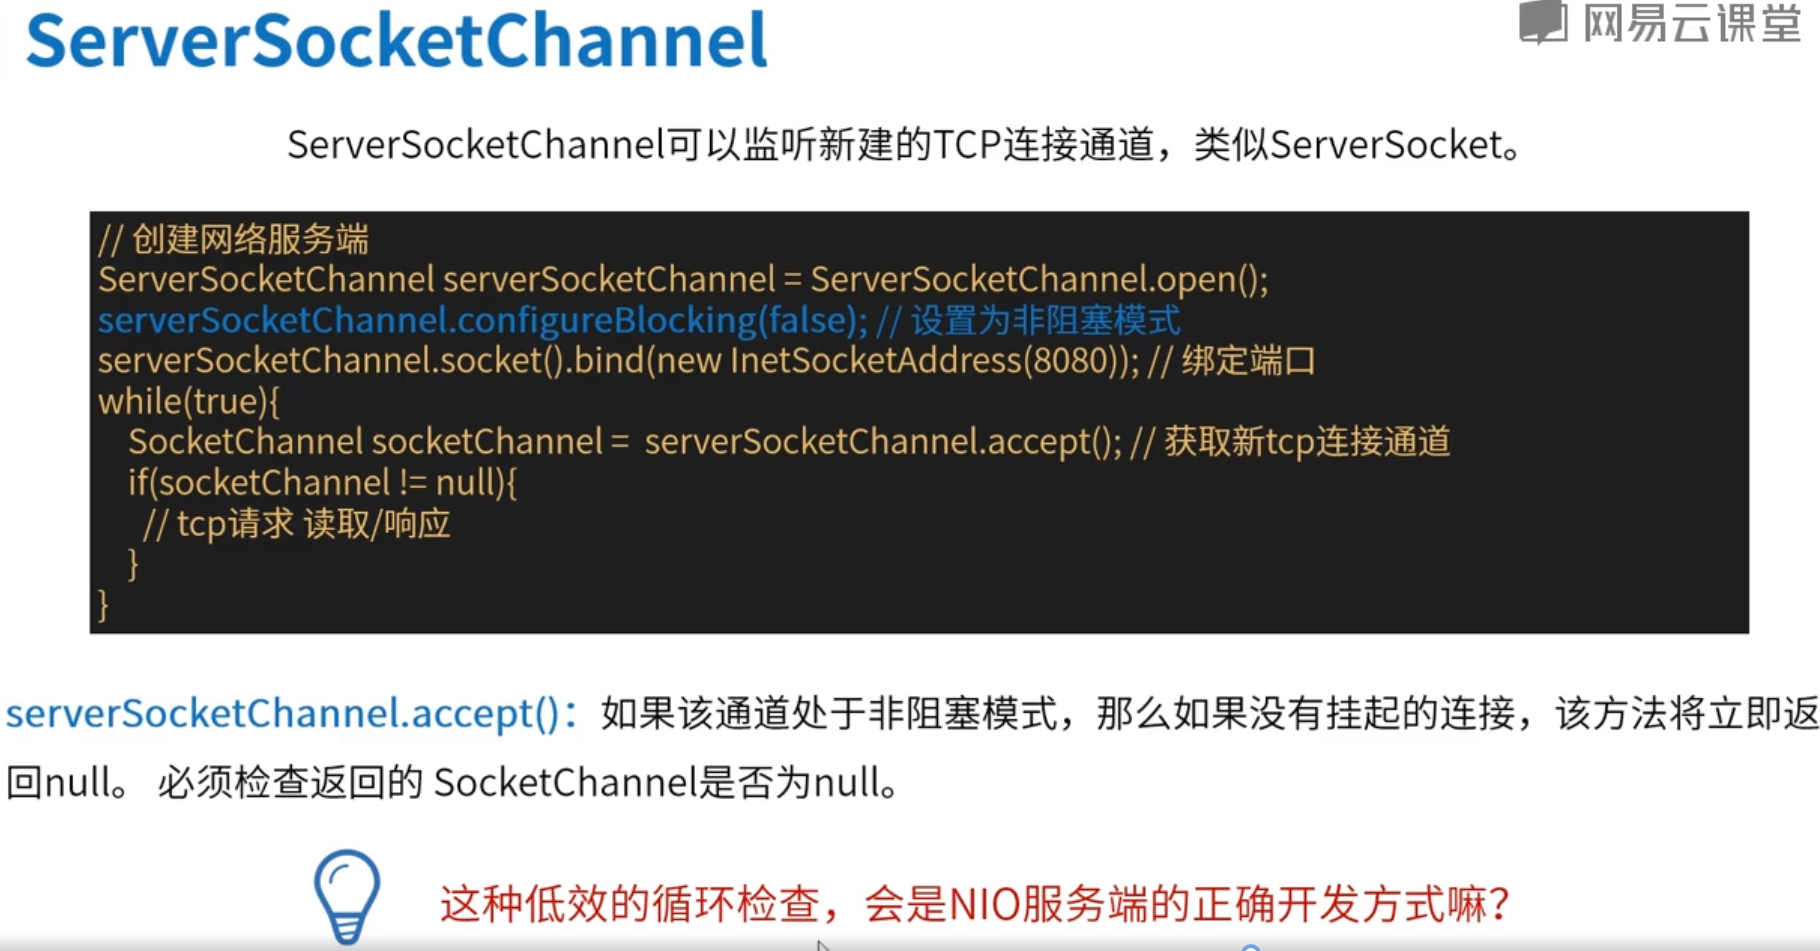 ServerSocketChannel
网易云课堂
ServerSocketChannel可以监听新建的TCP连接通道，类似ServerSocket。
// 创建网络服务端
ServerSocketChannel serverSocketChannel = ServerSocketChannel.open();
serverSocketChannel.configureBlocking(false); // 设置为非阻塞模式
serverSocketChannel.socket().bind(new InetSocketAddress(8080)); // 绑定端口
while(true){
SocketChannel socketChannel = serverSocketChannel.accept(); // 获取新tcp连接通道
if(socketChannel != null){
// tcp请求 读取/响应
}
}
serverSocketChannel.accept()：如果该通道处于非阻塞模式，那么如果没有挂起的连接，该方法将立即返
回null。 必须检查返回的 SocketChannel是否为null。
这种低效的循环检查，会是NIO服务端的正确开发方式嘛？